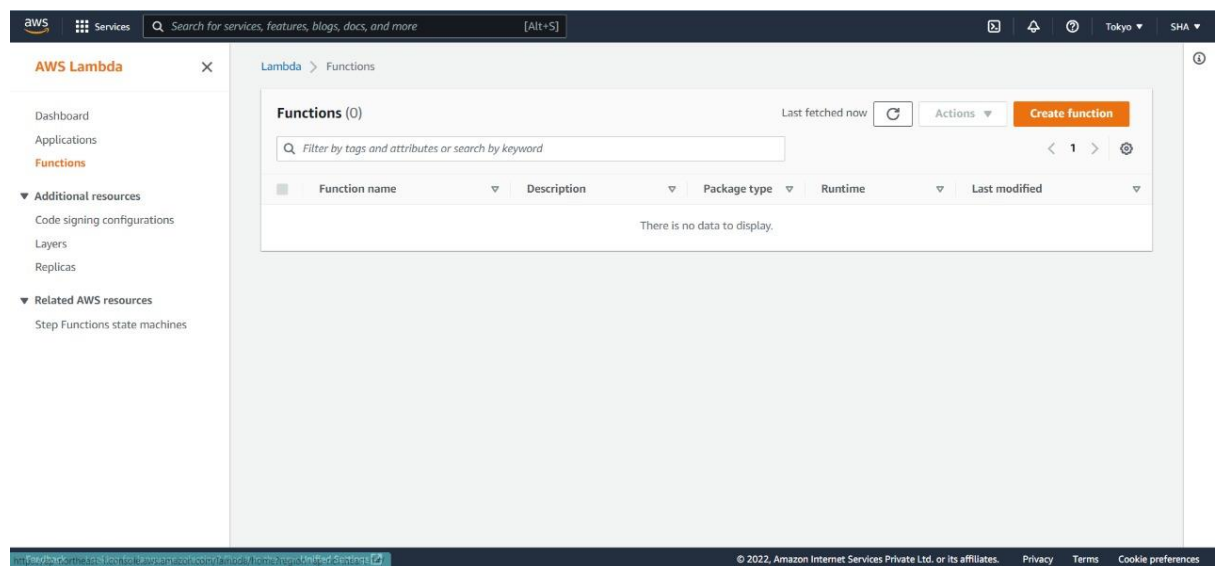 aws Services Search for services, features, blogs, docs, and more [Alt+S] Tokyo ▼ SHA ▼
AWS Lambda
Dashboard
Applications
Functions
▼ Additional resources
Code signing configurations
Layers
Replicas
▼ Related AWS resources
Step Functions state machines
Lambda > Functions
Functions (0) Last fetched now Actions ▼ Create function
Filter by tags and attributes or search by keyword < 1 >
Function name Description Package type Runtime Last modified
There is no data to display.
Feedback Unified Settings © 2022, Amazon Internet Services Private Ltd. or its affiliates. Privacy Terms Cookie preferences